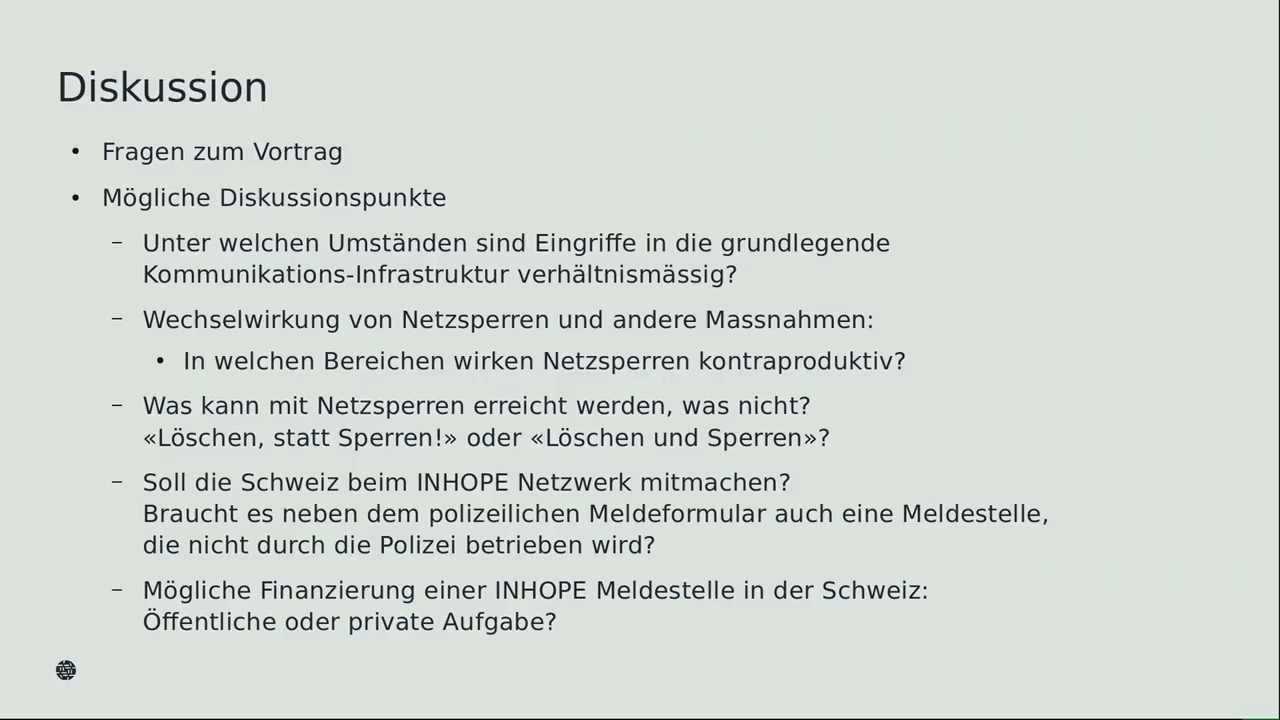 Diskussion
• Fragen zum Vortrag
• Mögliche Diskussionspunkte
– Unter welchen Umständen sind Eingriffe in die grundlegende
Kommunikations-Infrastruktur verhältnismässig?
– Wechselwirkung von Netzsperren und andere Massnahmen:
• In welchen Bereichen wirken Netzsperren kontraproduktiv?
– Was kann mit Netzsperren erreicht werden, was nicht?
«Löschen, statt Sperren!» oder «Löschen und Sperren»?
– Soll die Schweiz beim INHOPE Netzwerk mitmachen?
Braucht es neben dem polizeilichen Meldeformular auch eine Meldestelle,
die nicht durch die Polizei betrieben wird?
– Mögliche Finanzierung einer INHOPE Meldestelle in der Schweiz:
Öffentliche oder private Aufgabe?